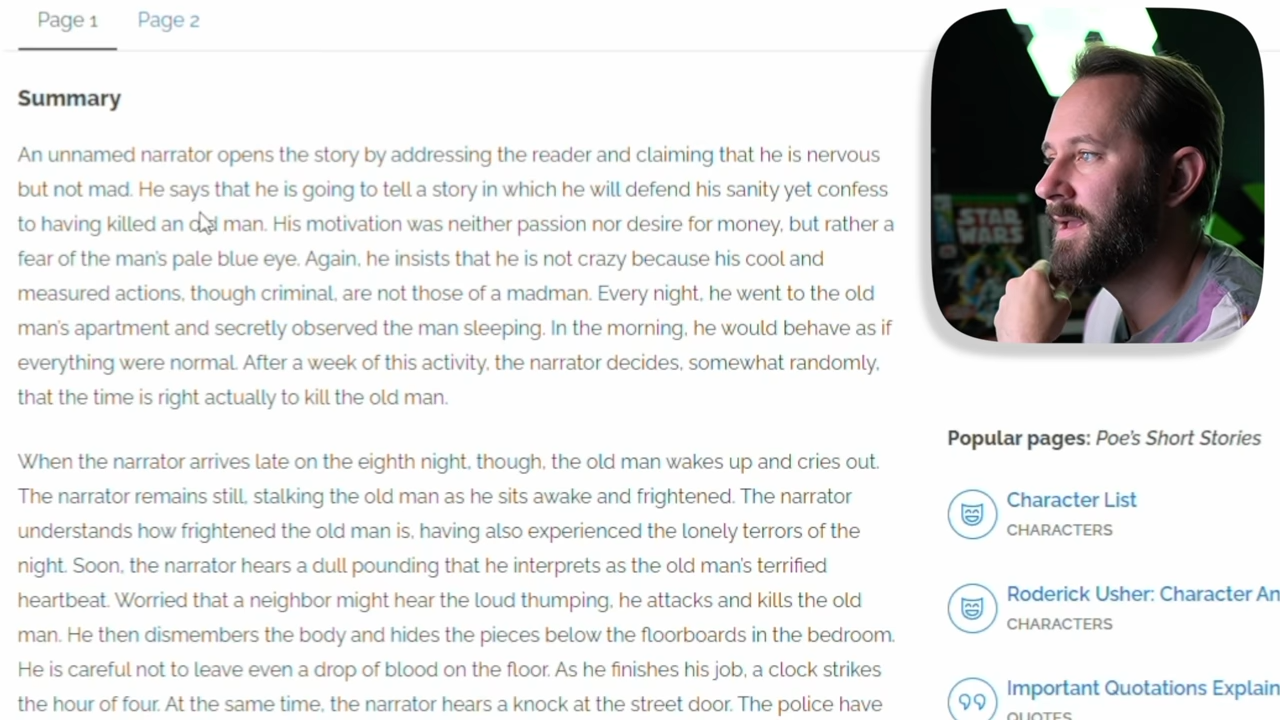 Page 1
Page 2
Summary
An unnamed narrator opens the story by addressing the reader and claiming that he is nervous
but not mad. He says that he is going to tell a story in which he will defend his sanity yet confess
to having killed an old man. His motivation was neither passion nor desire for money, but rather a
fear of the man's pale blue eye. Again, he insists that he is not crazy because his cool and
measured actions, though criminal, are not those of a madman. Every night, he went to the old
man's apartment and secretly observed the man sleeping. In the morning, he would behave as if
everything were normal. After a week of this activity, the narrator decides, somewhat randomly,
that the time is right actually to kill the old man.
When the narrator arrives late on the eighth night, though, the old man wakes up and cries out.
The narrator remains still, stalking the old man as he sits awake and frightened. The narrator
understands how frightened the old man is, having also experienced the lonely terrors of the
night. Soon, the narrator hears a dull pounding that he interprets as the old man's terrified
heartbeat. Worried that a neighbor might hear the loud thumping, he attacks and kills the old
man. He then dismembers the body and hides the pieces below the floorboards in the bedroom.
He is careful not to leave even a drop of blood on the floor. As he finishes his job, a clock strikes
the hour of four. At the same time, the narrator hears a knock at the street door. The police have
STAR
WARS
Popular pages: Poe's Short Stories
Character List
CHARACTERS
Roderick Usher: Character An
CHARACTERS
Important Quotations Explain
QUOTES